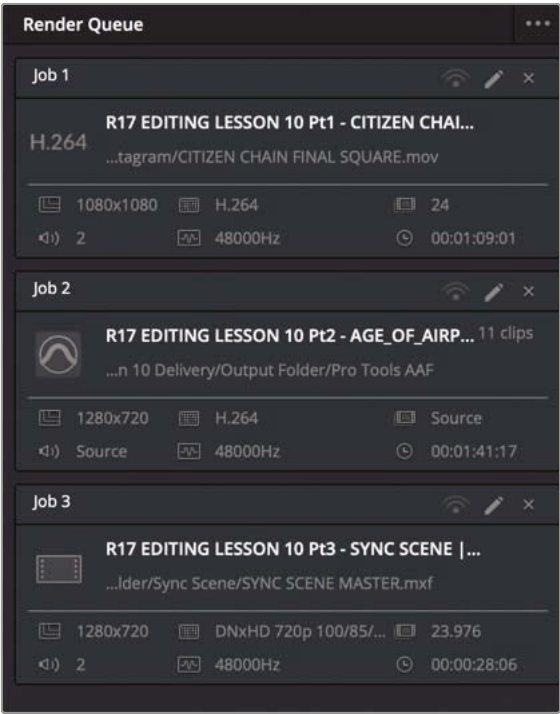 Render Queue
Job 1
H.264
R17 EDITING LESSON 10 Pt1 - CITIZEN CHAI...
...tagram/CITIZEN CHAIN FINAL SQUARE.mov
1080x1080 H.264 24
2 48000Hz 00:01:09:01
Job 2
R17 EDITING LESSON 10 Pt2 - AGE_OF_AIRP... 11 clips
...n 10 Delivery/Output Folder/Pro Tools AAF
1280x720 H.264 Source
Source 48000Hz 00:01:41:17
Job 3
R17 EDITING LESSON 10 Pt3 - SYNC SCENE |...
...lder/Sync Scene/SYNC SCENE MASTER.mxf
1280x720 DNxHD 720p 100/85/... 23.976
2 48000Hz 00:00:28:06